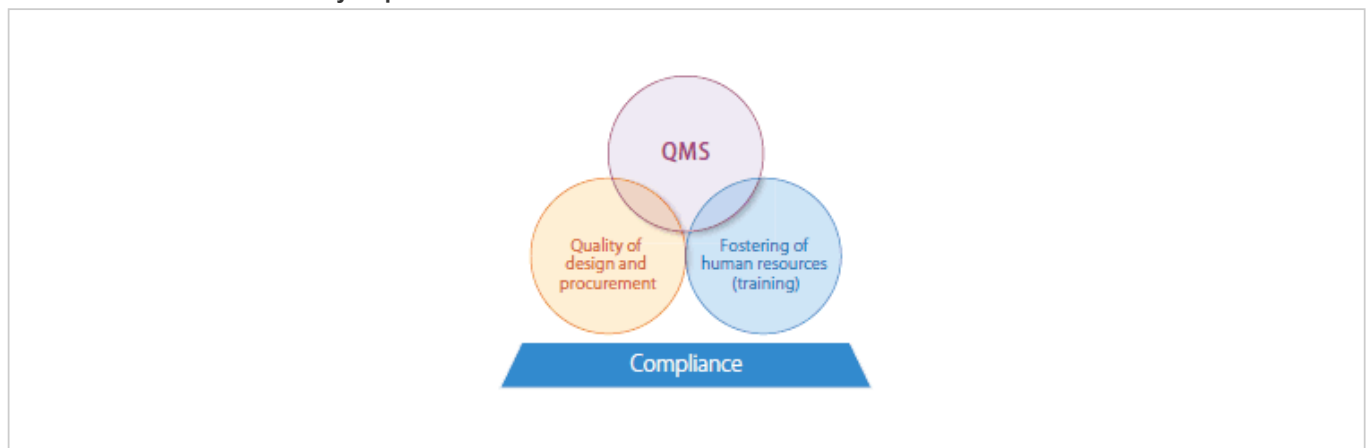 QMS
Quality of
design and
procurement
Fostering of
human resources
(training)
Compliance